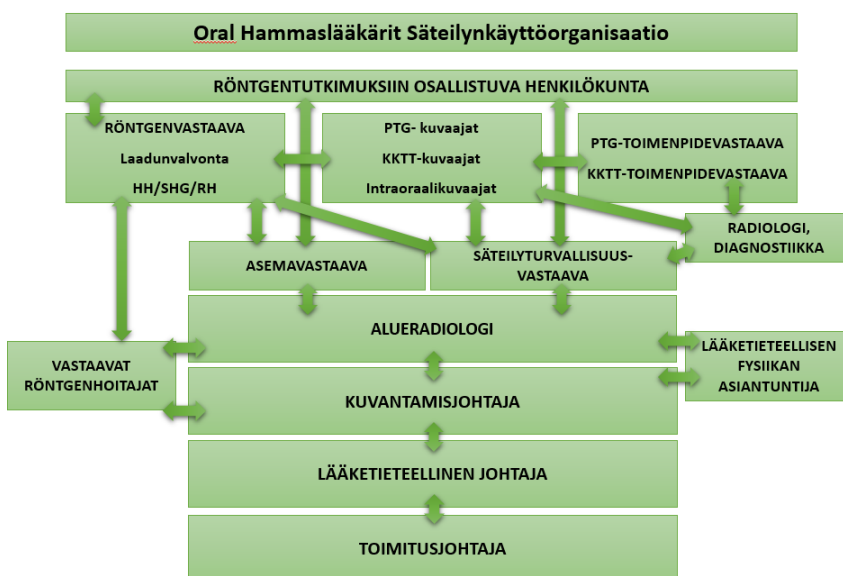 Oral Hammaslääkärit Säteilynkäyttöorganisaatio
RÖNTGENTUTKIMUKSIIN OSALLISTUVA HENKILÖKUNTA
RÖNTGENVASTAAVA
Laadunvalvonta
HH/SHG/RH
PTG- kuvaajat
KKTT-kuvaajat
Intraoraalikuvaajat
PTG-TOIMENPIDEVASTAAVA
KKTT-TOIMENPIDEVASTAAVA
RADIOLOGI,
DIAGNOSTIIKKA
ASEMAVASTAAVA
SÄTEILYTURVALLISUUS-
VASTAAVA
ALUERADIOLOGI
VASTAAVAT
RÖNTGENHOITAJAT
LÄÄKETIETEELLISEN
FYSIIKAN
ASIANTUNTIJA
KUVANTAMISJOHTAJA
LÄÄKETIETEELLINEN JOHTAJA
TOIMITUSJOHTAJA